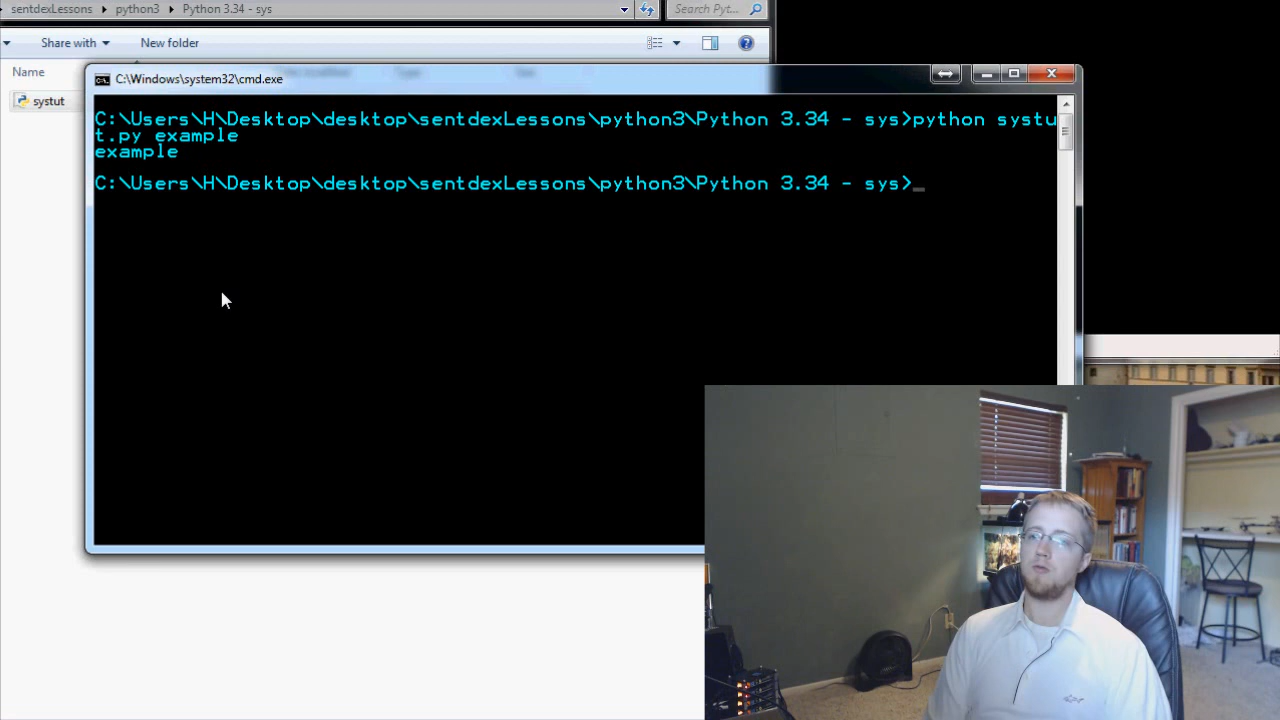 sentdexLessons python3 Python 3.34 - sys
Search Pyt...
Share with New folder
Name
systut
C:\Windows\system32\cmd.exe
C:\Users\H\Desktop\desktop\sentdexLessons\python3\Python 3.34 - sys>python systu
t.py example
example
C:\Users\H\Desktop\desktop\sentdexLessons\python3\Python 3.34 - sys>_